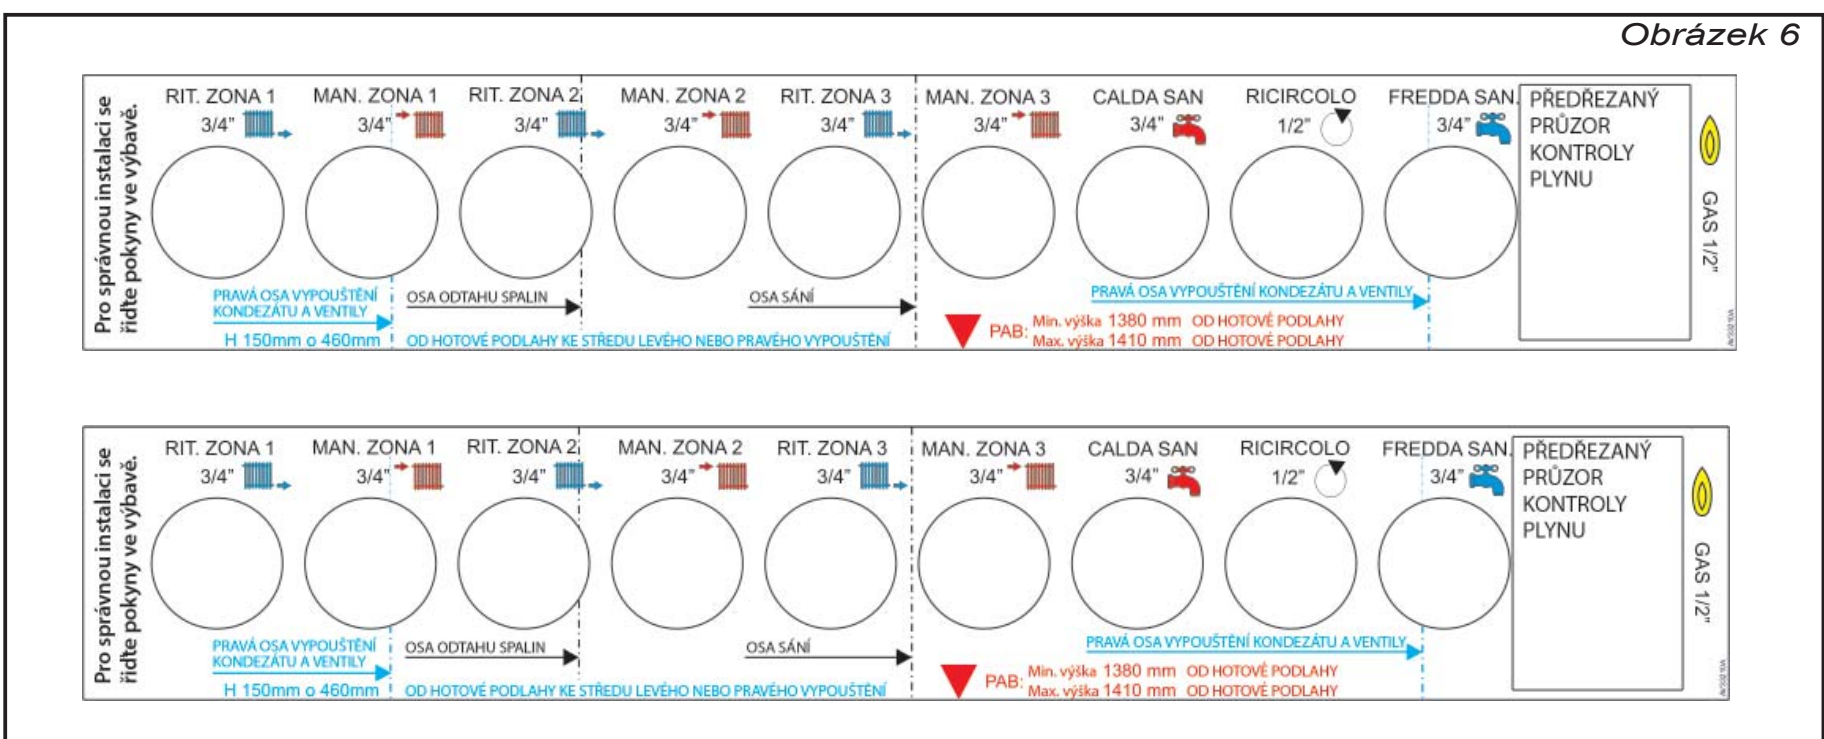 Obrázek 6
Pro správnou instalaci se
řiďte pokyny ve výbavě.
RIT. ZONA 1
3/4"
MAN. ZONA 1
3/4"
RIT. ZONA 2
3/4"
MAN. ZONA 2
3/4"
RIT. ZONA 3
3/4"
MAN. ZONA 3
3/4"
CALDA SAN
3/4"
RICIRCOLO
1/2"
FREDDA SAN.
3/4"
PŘEDŘEZANÝ
PRŮZOR
KONTROLY
PLYNU
GAS 1/2"
PRAVÁ OSA VYPOUŠTĚNÍ
KONDEZÁTU A VENTILY
OSA ODTAHU SPALIN
OSA SÁNÍ
PRAVÁ OSA VYPOUŠTĚNÍ KONDEZÁTU A VENTILY
H 150mm o 460mm
OD HOTOVÉ PODLAHY KE STŘEDU LEVÉHO NEBO PRAVÉHO VYPOUŠTĚNÍ
PAB: Min. výška 1380 mm OD HOTOVÉ PODLAHY
Max. výška 1410 mm OD HOTOVÉ PODLAHY
Pro správnou instalaci se
řiďte pokyny ve výbavě.
RIT. ZONA 1
3/4"
MAN. ZONA 1
3/4"
RIT. ZONA 2
3/4"
MAN. ZONA 2
3/4"
RIT. ZONA 3
3/4"
MAN. ZONA 3
3/4"
CALDA SAN
3/4"
RICIRCOLO
1/2"
FREDDA SAN.
3/4"
PŘEDŘEZANÝ
PRŮZOR
KONTROLY
PLYNU
GAS 1/2"
PRAVÁ OSA VYPOUŠTĚNÍ
KONDEZÁTU A VENTILY
OSA ODTAHU SPALIN
OSA SÁNÍ
PRAVÁ OSA VYPOUŠTĚNÍ KONDEZÁTU A VENTILY
H 150mm o 460mm
OD HOTOVÉ PODLAHY KE STŘEDU LEVÉHO NEBO PRAVÉHO VYPOUŠTĚNÍ
PAB: Min. výška 1380 mm OD HOTOVÉ PODLAHY
Max. výška 1410 mm OD HOTOVÉ PODLAHY